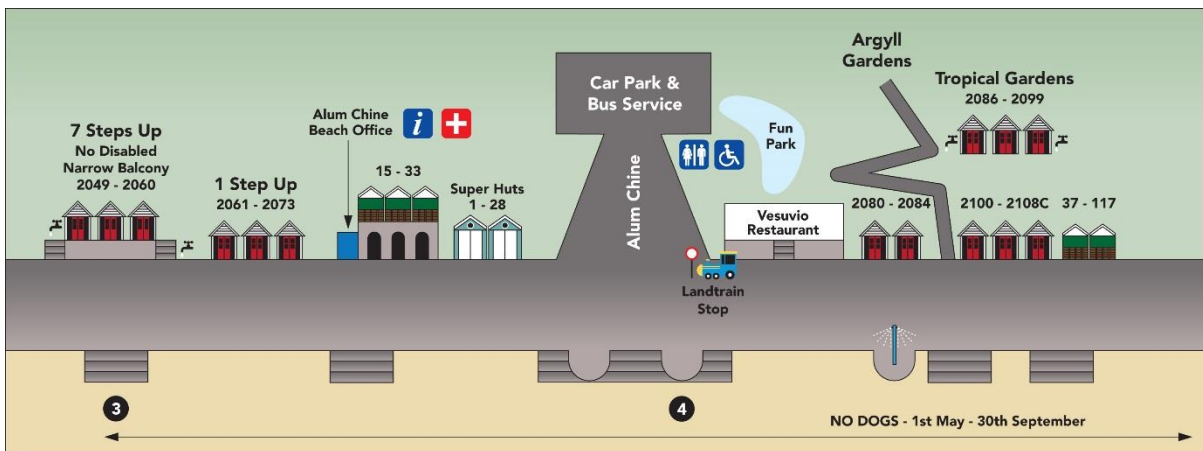 7 Steps Up
No Disabled
Narrow Balcony
2049 - 2060
1 Step Up
2061 - 2073
Alum Chine
Beach Office
i
15 - 33
Super Huts
1 - 28
Car Park &
Bus Service
Alum Chine
Fun
Park
Landtrain
Stop
Vesuvio
Restaurant
Argyll
Gardens
Tropical Gardens
2086 - 2099
2080 - 2084
2100 - 2108C
37 - 117
3
4
NO DOGS - 1st May - 30th September